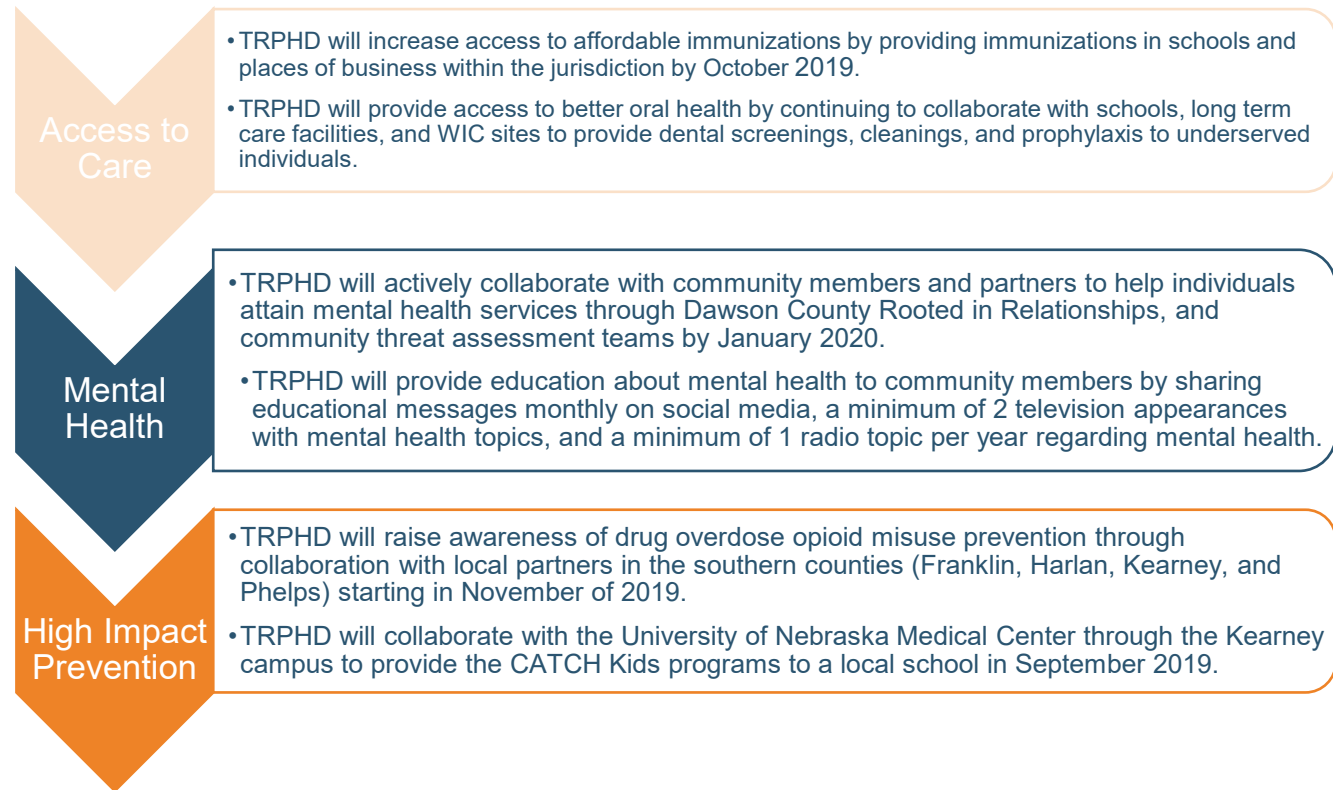 Access to
Care
• TRPHD will increase access to affordable immunizations by providing immunizations in schools and
places of business within the jurisdiction by October 2019.
• TRPHD will provide access to better oral health by continuing to collaborate with schools, long term
care facilities, and WIC sites to provide dental screenings, cleanings, and prophylaxis to underserved
individuals.
Mental
Health
• TRPHD will actively collaborate with community members and partners to help individuals
attain mental health services through Dawson County Rooted in Relationships, and
community threat assessment teams by January 2020.
• TRPHD will provide education about mental health to community members by sharing
educational messages monthly on social media, a minimum of 2 television appearances
with mental health topics, and a minimum of 1 radio topic per year regarding mental health.
High Impact
Prevention
• TRPHD will raise awareness of drug overdose opioid misuse prevention through
collaboration with local partners in the southern counties (Franklin, Harlan, Kearney, and
Phelps) starting in November of 2019.
• TRPHD will collaborate with the University of Nebraska Medical Center through the Kearney
campus to provide the CATCH Kids programs to a local school in September 2019.